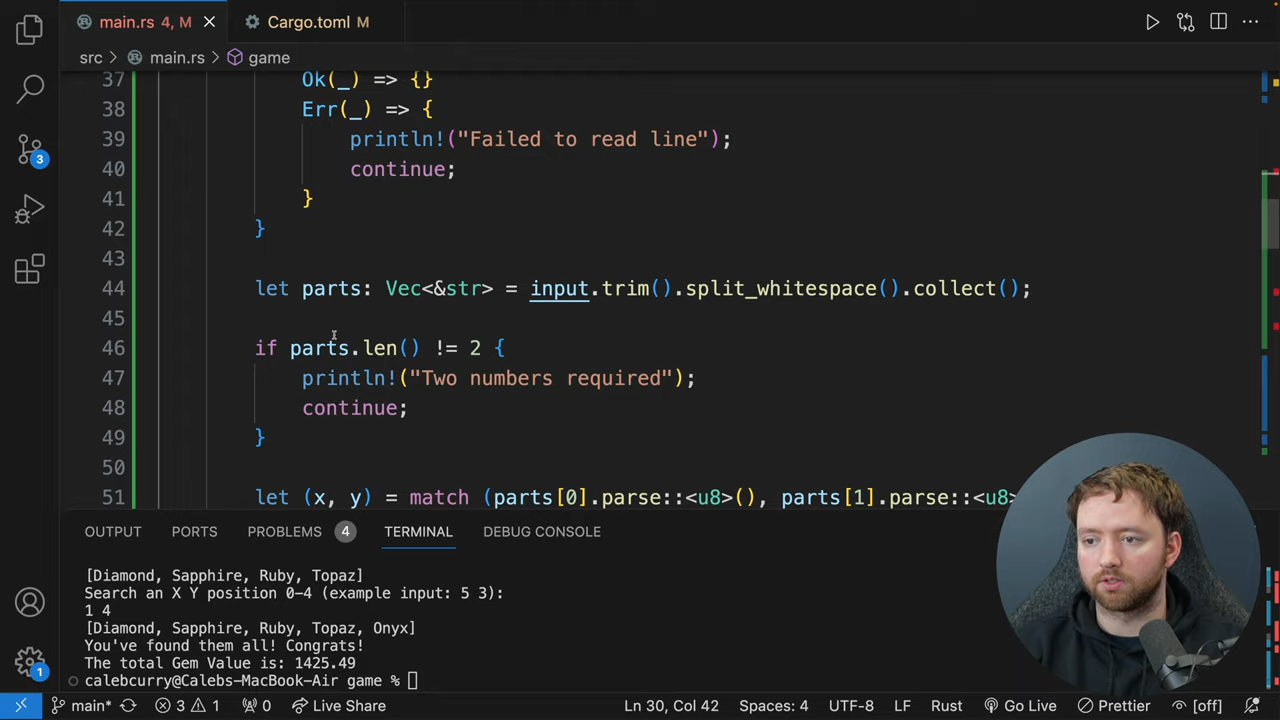 main.rs 4, M
Cargo.toml M
src > main.rs > game
37 Ok(_) => {}
38 Err(_) => {
39 println!("Failed to read line");
40 continue;
41 }
42 }
43
44 let parts: Vec<&str> = input.trim().split_whitespace().collect();
45
46 if parts.len() != 2 {
47 println!("Two numbers required");
48 continue;
49 }
50
51 let (x, y) = match (parts[0].parse::<u8>(), parts[1].parse::<u8>
3
OUTPUT PORTS PROBLEMS 4 TERMINAL DEBUG CONSOLE
[Diamond, Sapphire, Ruby, Topaz]
Search an X Y position 0-4 (example input: 5 3):
1 4
[Diamond, Sapphire, Ruby, Topaz, Onyx]
You've found them all! Congrats!
The total Gem Value is: 1425.49
calebcurry@Calebs-MacBook-Air game %
1
main* 3 1 0 Live Share Ln 30, Col 42 Spaces: 4 UTF-8 LF Rust Go Live Prettier [off]